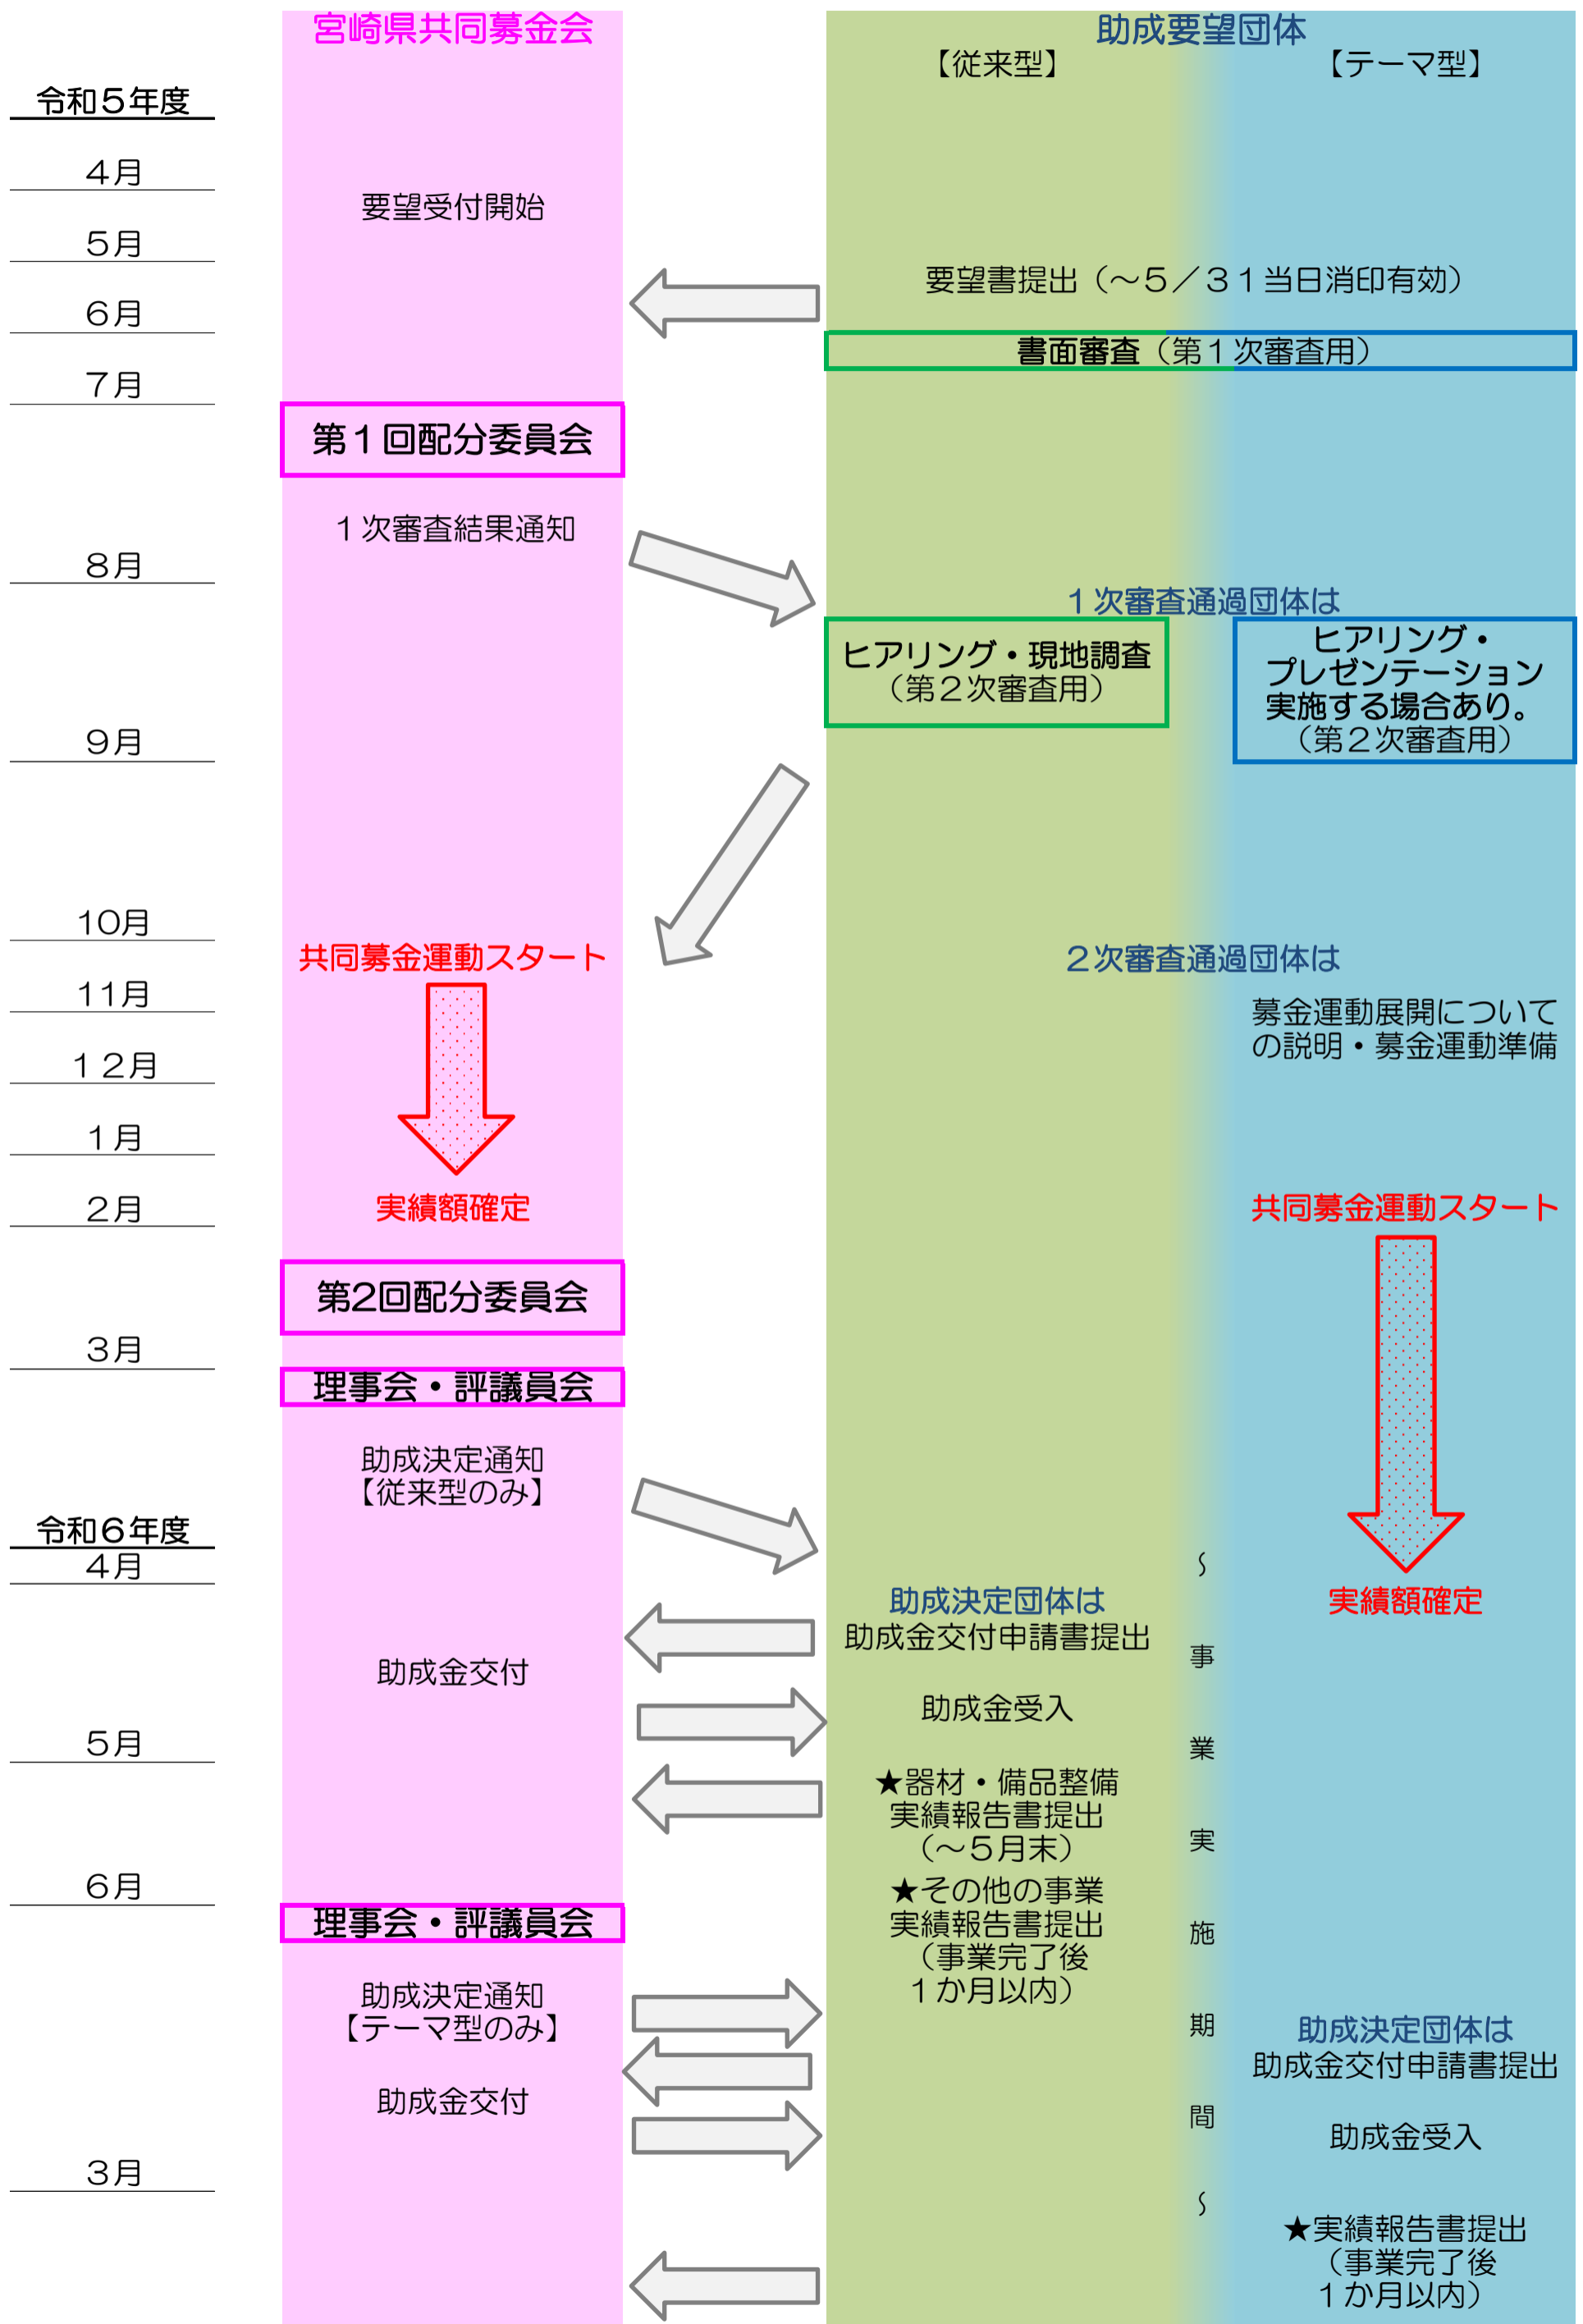 宮崎県共同募金会
助成要望団体
【従来型】
【テーマ型】
令和５年度
４月
要望受付開始
５月
要望書提出（～５／３１当日消印有効）
６月
書面審査（第１次審査用）
７月
第１回配分委員会
１次審査結果通知
８月
１次審査通過団体は
ヒアリング・現地調査
（第２次審査用）
ヒアリング・
プレゼンテーション
実施する場合あり。
（第２次審査用）
９月
10月
共同募金運動スタート
２次審査通過団体は
11月
募金運動展開について
の説明・募金運動準備
１２月
１月
２月
実績額確定
共同募金運動スタート
第2回配分委員会
３月
理事会・評議員会
助成決定通知
【従来型のみ】
令和６年度
４月
助成決定団体は
助成金交付申請書提出
実績額確定
助成金交付
助成金受入
５月
★器材・備品整備
実績報告書提出
（～５月末）
６月
★その他の事業
実績報告書提出
（事業完了後
１か月以内）
～事業実施期間～
理事会・評議員会
助成決定通知
【テーマ型のみ】
助成決定団体は
助成金交付申請書提出
助成金交付
助成金受入
３月
★実績報告書提出
（事業完了後
１か月以内）